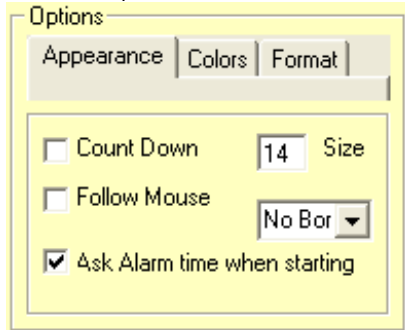 Options
Appearance Colors Format
Count Down 14 Size
Follow Mouse
No Bor
Ask Alarm time when starting